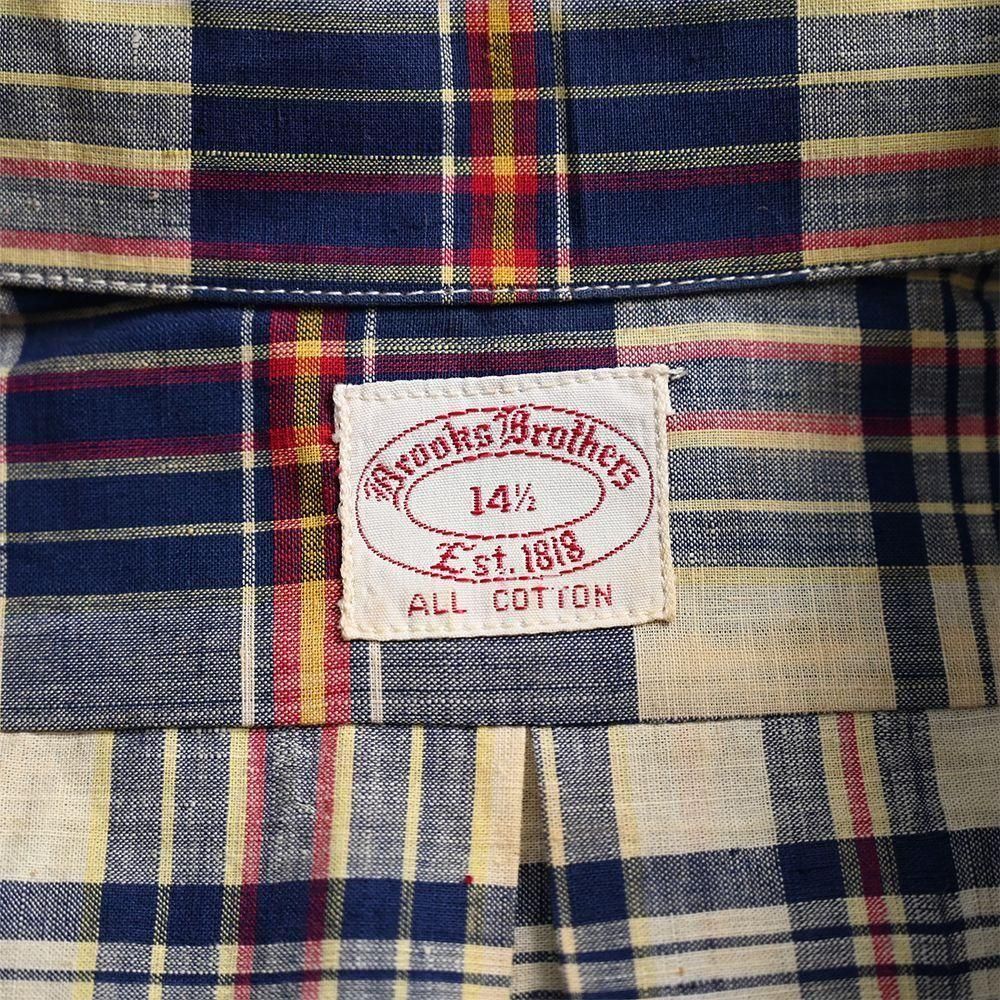 Brooks Brothers
14½
Est. 1818
ALL COTTON